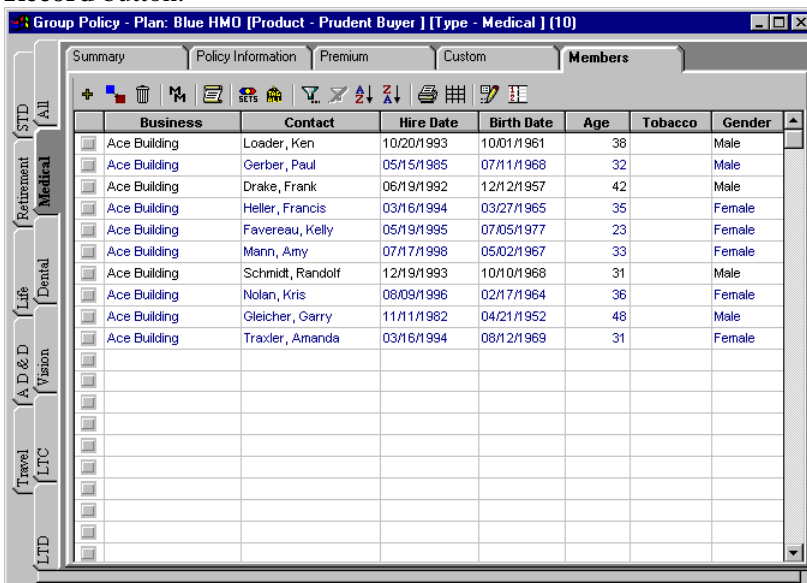 Record button.
Group Policy - Plan: Blue HMO [Product - Prudent Buyer ] [Type - Medical ] (10)
Summary Policy Information Premium Custom Members
SETS
Business Contact Hire Date Birth Date Age Tobacco Gender
Ace Building Loader, Ken 10/20/1993 10/01/1961 38 Male
Ace Building Gerber, Paul 05/15/1985 07/11/1968 32 Male
Ace Building Drake, Frank 06/19/1992 12/12/1957 42 Male
Ace Building Heller, Francis 03/16/1994 03/27/1965 35 Female
Ace Building Favereau, Kelly 05/19/1995 07/05/1977 23 Female
Ace Building Mann, Amy 07/17/1998 05/02/1967 33 Female
Ace Building Schmidt, Randolf 12/19/1993 10/10/1968 31 Male
Ace Building Nolan, Kris 08/09/1996 02/17/1964 36 Female
Ace Building Gleicher, Garry 11/11/1982 04/21/1952 48 Male
Ace Building Traxler, Amanda 03/16/1994 08/12/1969 31 Female
STD
Retirement
Life
A D & D
Travel
All
Medical
Dental
Vision
LTC
LTD